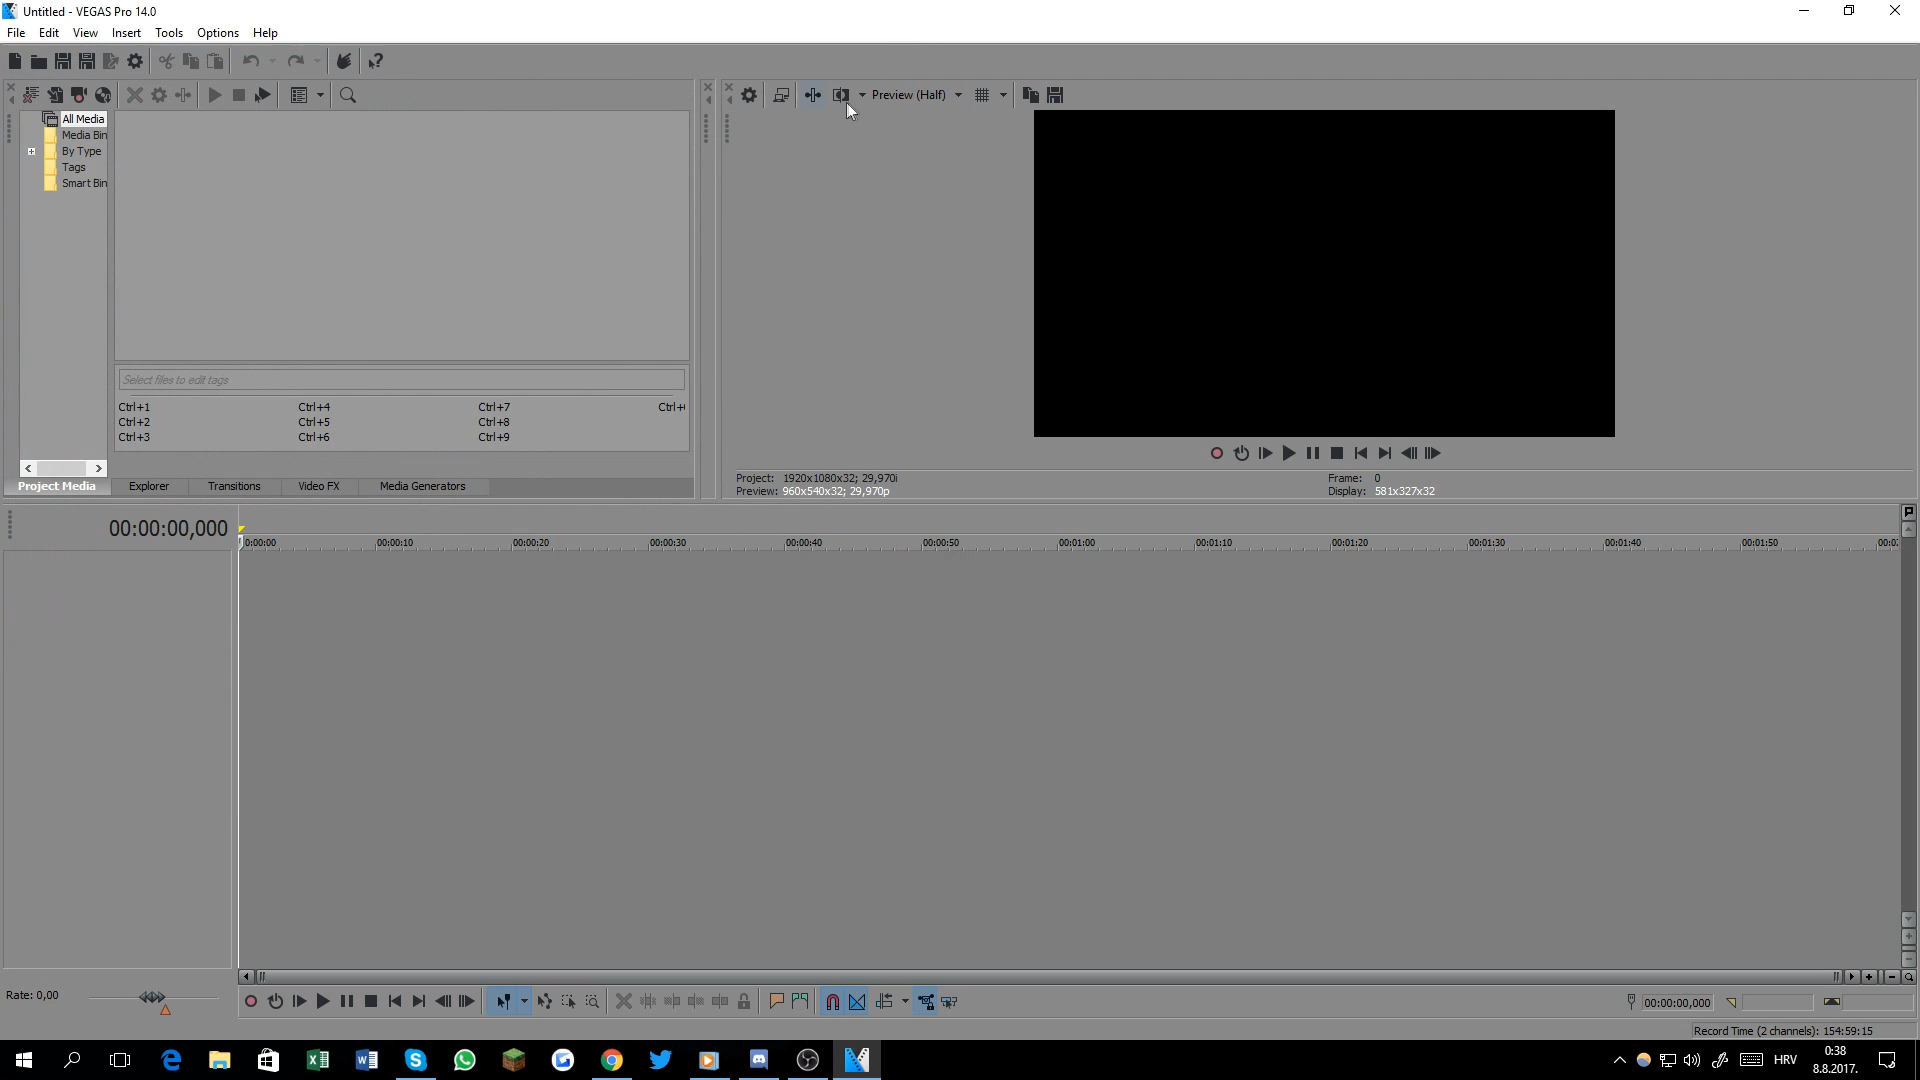 Untitled - VEGAS Pro 14.0
File Edit View Insert Tools Options Help
Preview (Half)
All Media
Media Bin
By Type
Tags
Smart Bin
Select files to edit tags
Ctrl+1 Ctrl+4 Ctrl+7
Ctrl+2 Ctrl+5 Ctrl+8
Ctrl+3 Ctrl+6 Ctrl+9
Project Media Explorer Transitions Video FX Media Generators
Project: 1920x1080x32; 29,970i
Preview: 960x540x32; 29,970p
Frame: 0
Display: 581x327x32
00:00:00,000
0:00:00 00:00:10 00:00:20 00:00:30 00:00:40 00:00:50 00:01:00 00:01:10 00:01:20 00:01:30 00:01:40 00:01:50
Rate: 0,00
00:00:00,000
Record Time (2 channels): 154:59:15
HRV
0:38
8.8.2017.